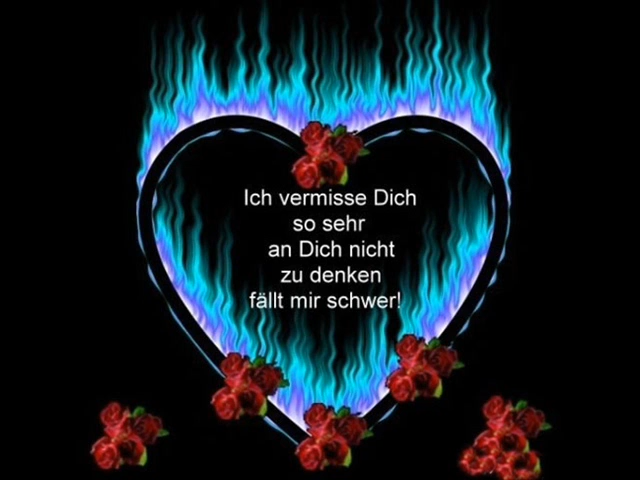 Ich vermisse Dich
so sehr
an Dich nicht
zu denken
fällt mir schwer!